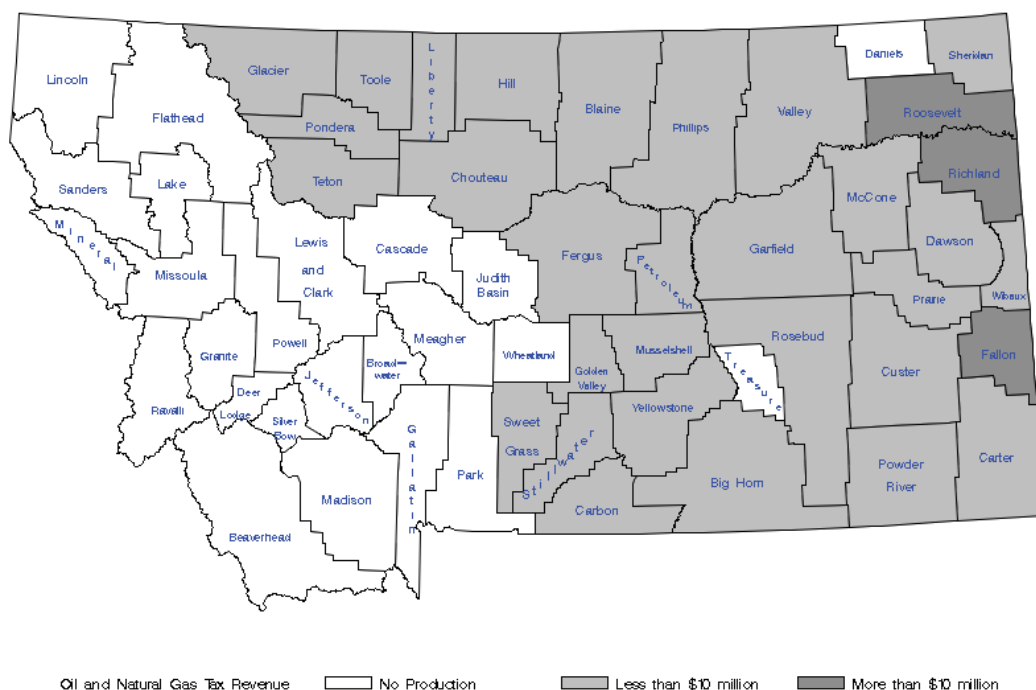 Lincoln
Flathead
Glacier
Toole
Liberty
Hill
Blaine
Phillips
Valley
Daniels
Sheridan
Roosevelt
Pondera
Teton
Chouteau
Richland
Sanders
Lake
Mineral
Missoula
Lewis
and
Clark
Cascade
Judith
Basin
Fergus
Petroleum
Garfield
McCone
Dawson
Prairie
Wibaux
Granite
Powell
Meagher
Wheatland
Golden
Valley
Musselshell
Rosebud
Treasure
Custer
Fallon
Ravalli
Deer
Lodge
Silver
Bow
Jefferson
Broad-
water
Gallatin
Park
Sweet
Grass
Stillwater
Yellowstone
Carbon
Big Horn
Powder
River
Carter
Madison
Beaverhead
Oil and Natural Gas Tax Revenue
No Production
Less than $10 million
More than $10 million